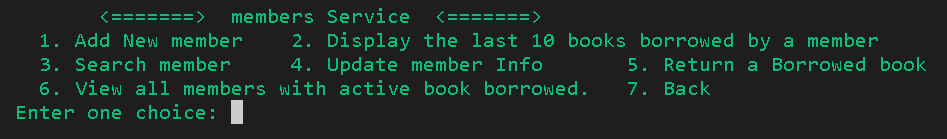 <=======>  members Service  <=======>
1. Add New member    2. Display the last 10 books borrowed by a member
3. Search member     4. Update member Info      5. Return a Borrowed book
6. View all members with active book borrowed.   7. Back
Enter one choice: